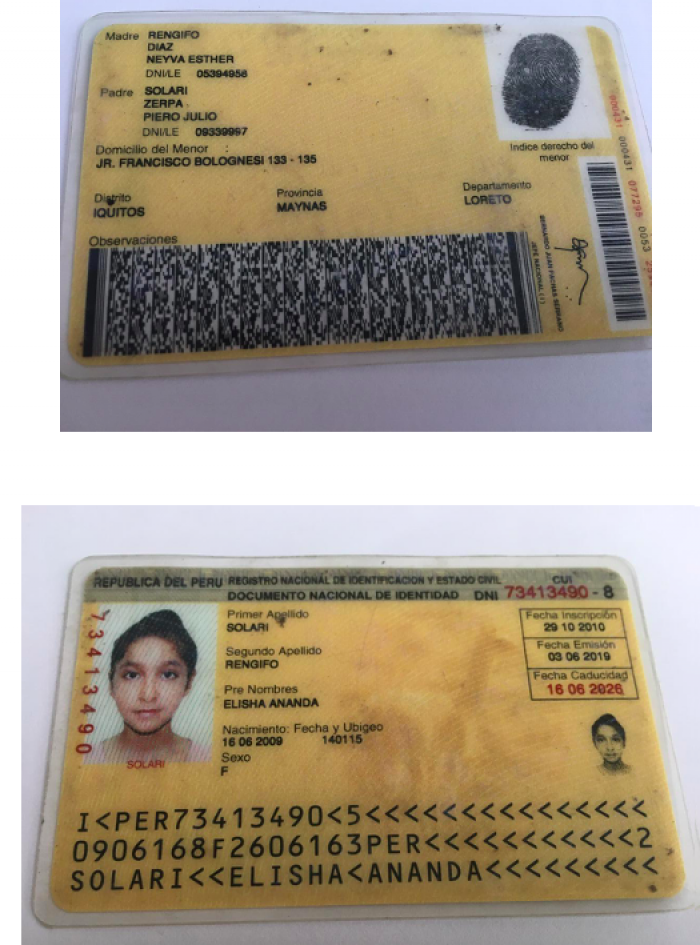 Madre RENGIFO
DIAZ
NEYVA ESTHER
DNI/LE 05394956
Padre SOLARI
ZERPA
PIERO JULIO
DNI/LE 09339997
Domicilio del Menor :
JR. FRANCISCO BOLOGNESI 133 - 135
Indice derecho del
menor
Distrito Provincia Departamento
IQUITOS MAYNAS LORETO
Observaciones
000431 077295 0053
REPUBLICA DEL PERU REGISTRO NACIONAL DE IDENTIFICACION Y ESTADO CIVIL CUI
DOCUMENTO NACIONAL DE IDENTIDAD DNI 73413490 - 8
73413490
Primer Apellido
SOLARI
Segundo Apellido
RENGIFO
Pre Nombres
ELISHA ANANDA
Nacimiento: Fecha y Ubigeo
16 06 2009 140115
Sexo
F
SOLARI
Fecha Inscripción
29 10 2010
Fecha Emisión
03 06 2019
Fecha Caducidad
16 06 2026
I<PER73413490<5<<<<<<<<<<<<<<<
0906168F2606163PER<<<<<<<<<<<2
SOLARI<<ELISHA<ANANDA<<<<<<<<<